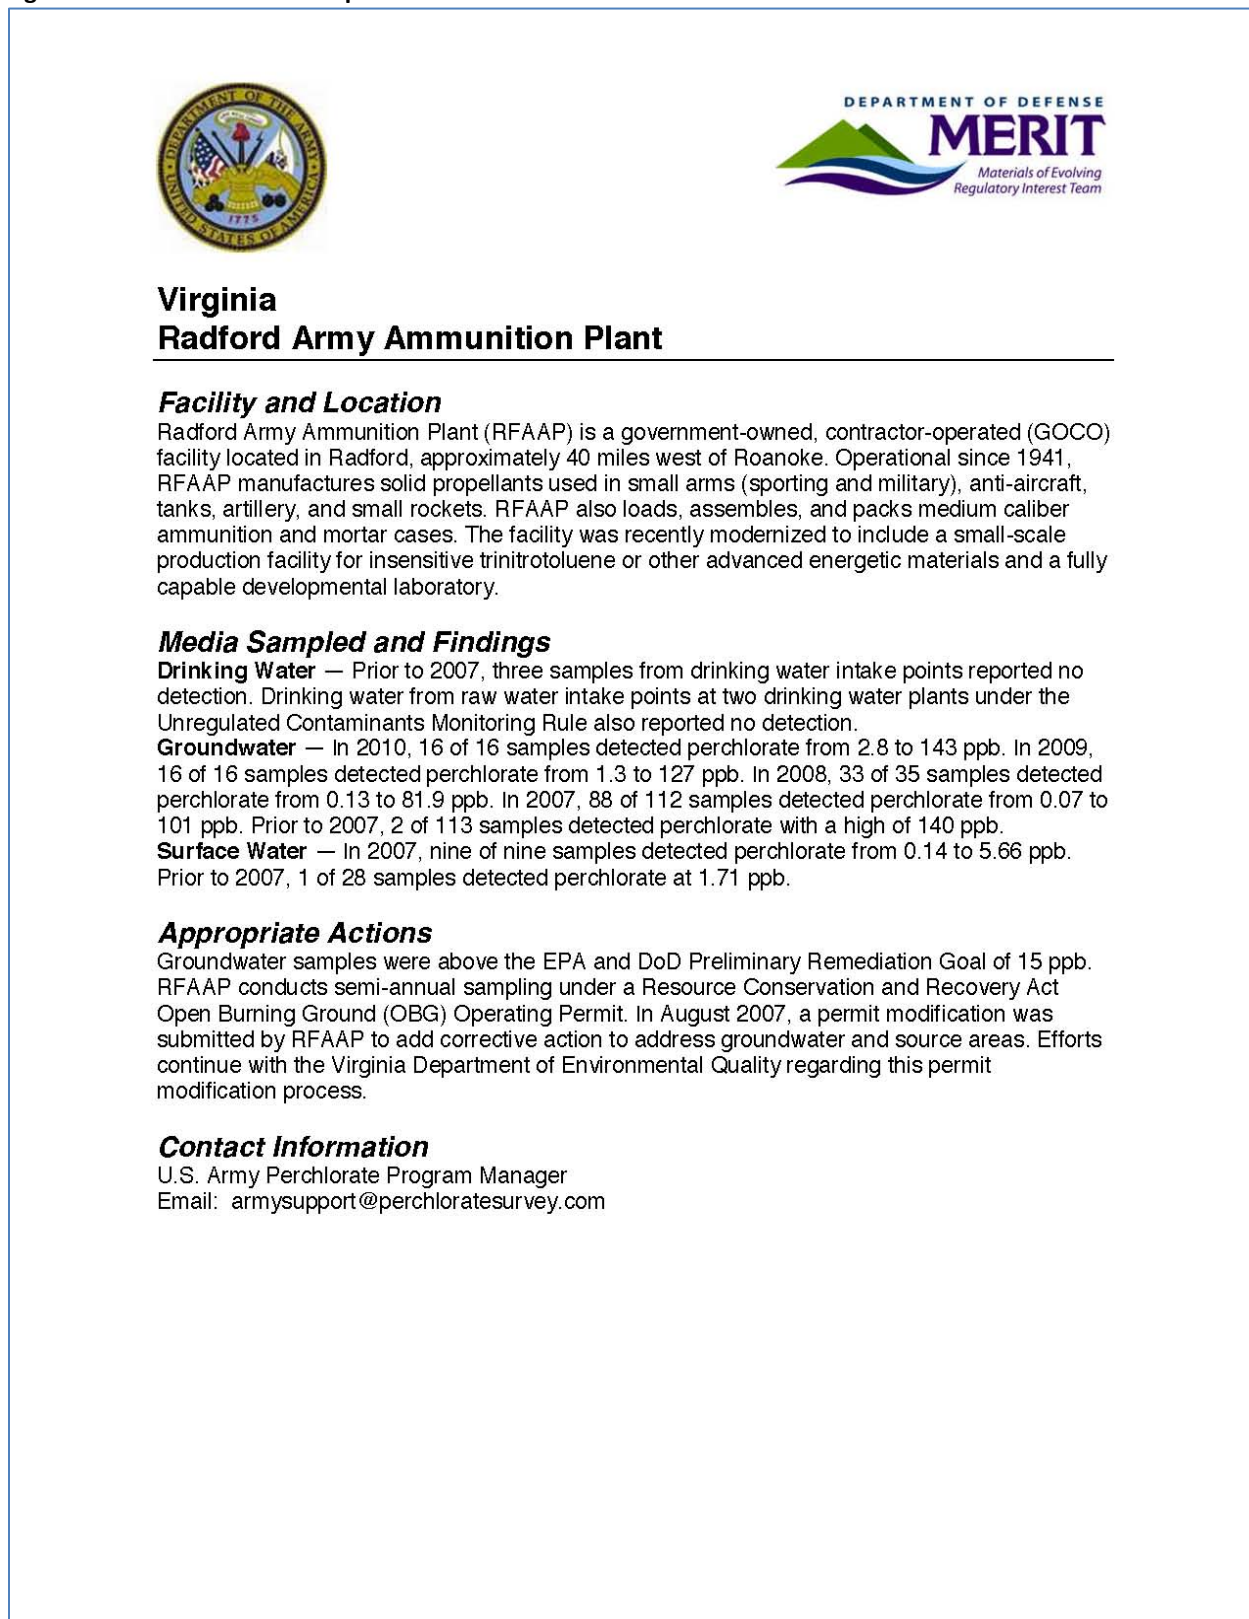 DEPARTMENT OF THE ARMY
UNITED STATES OF AMERICA
1775
DEPARTMENT OF DEFENSE
MERIT
Materials of Evolving
Regulatory Interest Team
Virginia
Radford Army Ammunition Plant
Facility and Location
Radford Army Ammunition Plant (RFAAP) is a government-owned, contractor-operated (GOCO)
facility located in Radford, approximately 40 miles west of Roanoke. Operational since 1941,
RFAAP manufactures solid propellants used in small arms (sporting and military), anti-aircraft,
tanks, artillery, and small rockets. RFAAP also loads, assembles, and packs medium caliber
ammunition and mortar cases. The facility was recently modernized to include a small-scale
production facility for insensitive trinitrotoluene or other advanced energetic materials and a fully
capable developmental laboratory.
Media Sampled and Findings
Drinking Water — Prior to 2007, three samples from drinking water intake points reported no
detection. Drinking water from raw water intake points at two drinking water plants under the
Unregulated Contaminants Monitoring Rule also reported no detection.
Groundwater — In 2010, 16 of 16 samples detected perchlorate from 2.8 to 143 ppb. In 2009,
16 of 16 samples detected perchlorate from 1.3 to 127 ppb. In 2008, 33 of 35 samples detected
perchlorate from 0.13 to 81.9 ppb. In 2007, 88 of 112 samples detected perchlorate from 0.07 to
101 ppb. Prior to 2007, 2 of 113 samples detected perchlorate with a high of 140 ppb.
Surface Water — In 2007, nine of nine samples detected perchlorate from 0.14 to 5.66 ppb.
Prior to 2007, 1 of 28 samples detected perchlorate at 1.71 ppb.
Appropriate Actions
Groundwater samples were above the EPA and DoD Preliminary Remediation Goal of 15 ppb.
RFAAP conducts semi-annual sampling under a Resource Conservation and Recovery Act
Open Burning Ground (OBG) Operating Permit. In August 2007, a permit modification was
submitted by RFAAP to add corrective action to address groundwater and source areas. Efforts
continue with the Virginia Department of Environmental Quality regarding this permit
modification process.
Contact Information
U.S. Army Perchlorate Program Manager
Email: armysupport@perchloratesurvey.com